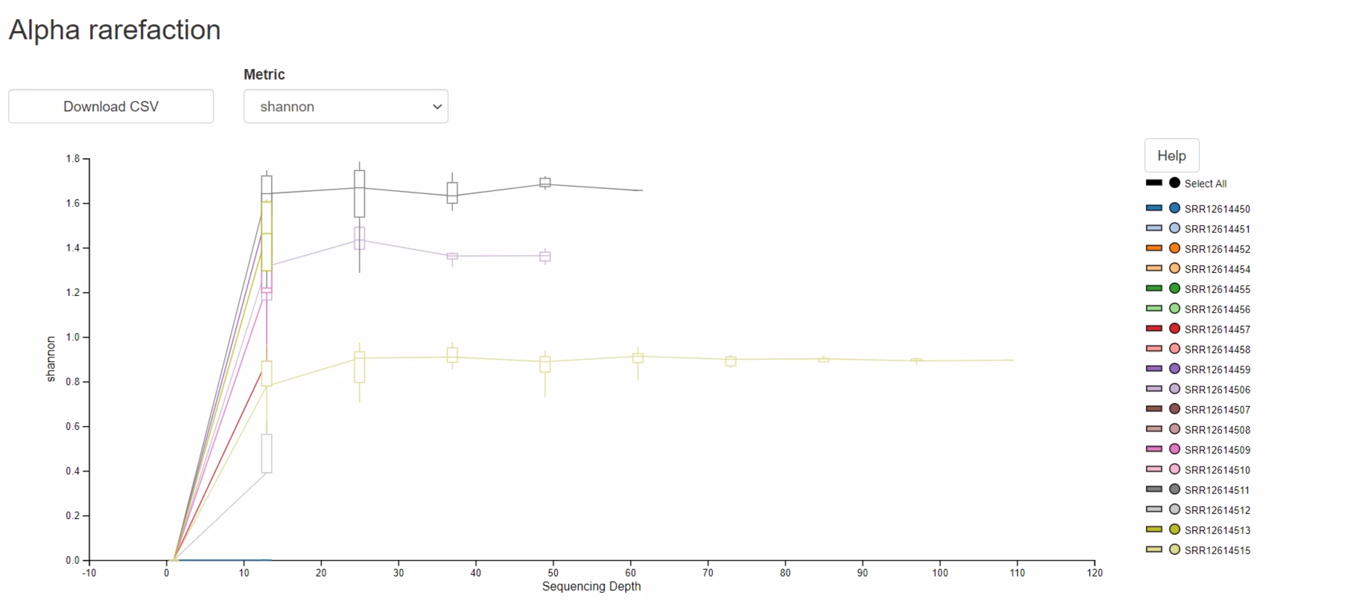 Alpha rarefaction
Metric
Download CSV
shannon
Help
Select All
SRR12614450
SRR12614451
SRR12614452
SRR12614454
SRR12614455
SRR12614456
SRR12614457
SRR12614458
SRR12614459
SRR12614506
SRR12614507
SRR12614508
SRR12614509
SRR12614510
SRR12614511
SRR12614512
SRR12614513
SRR12614515
shannon
1.8
1.6
1.4
1.2
1.0
0.8
0.6
0.4
0.2
0.0
-10 0 10 20 30 40 50 60 70 80 90 100 110 120
Sequencing Depth